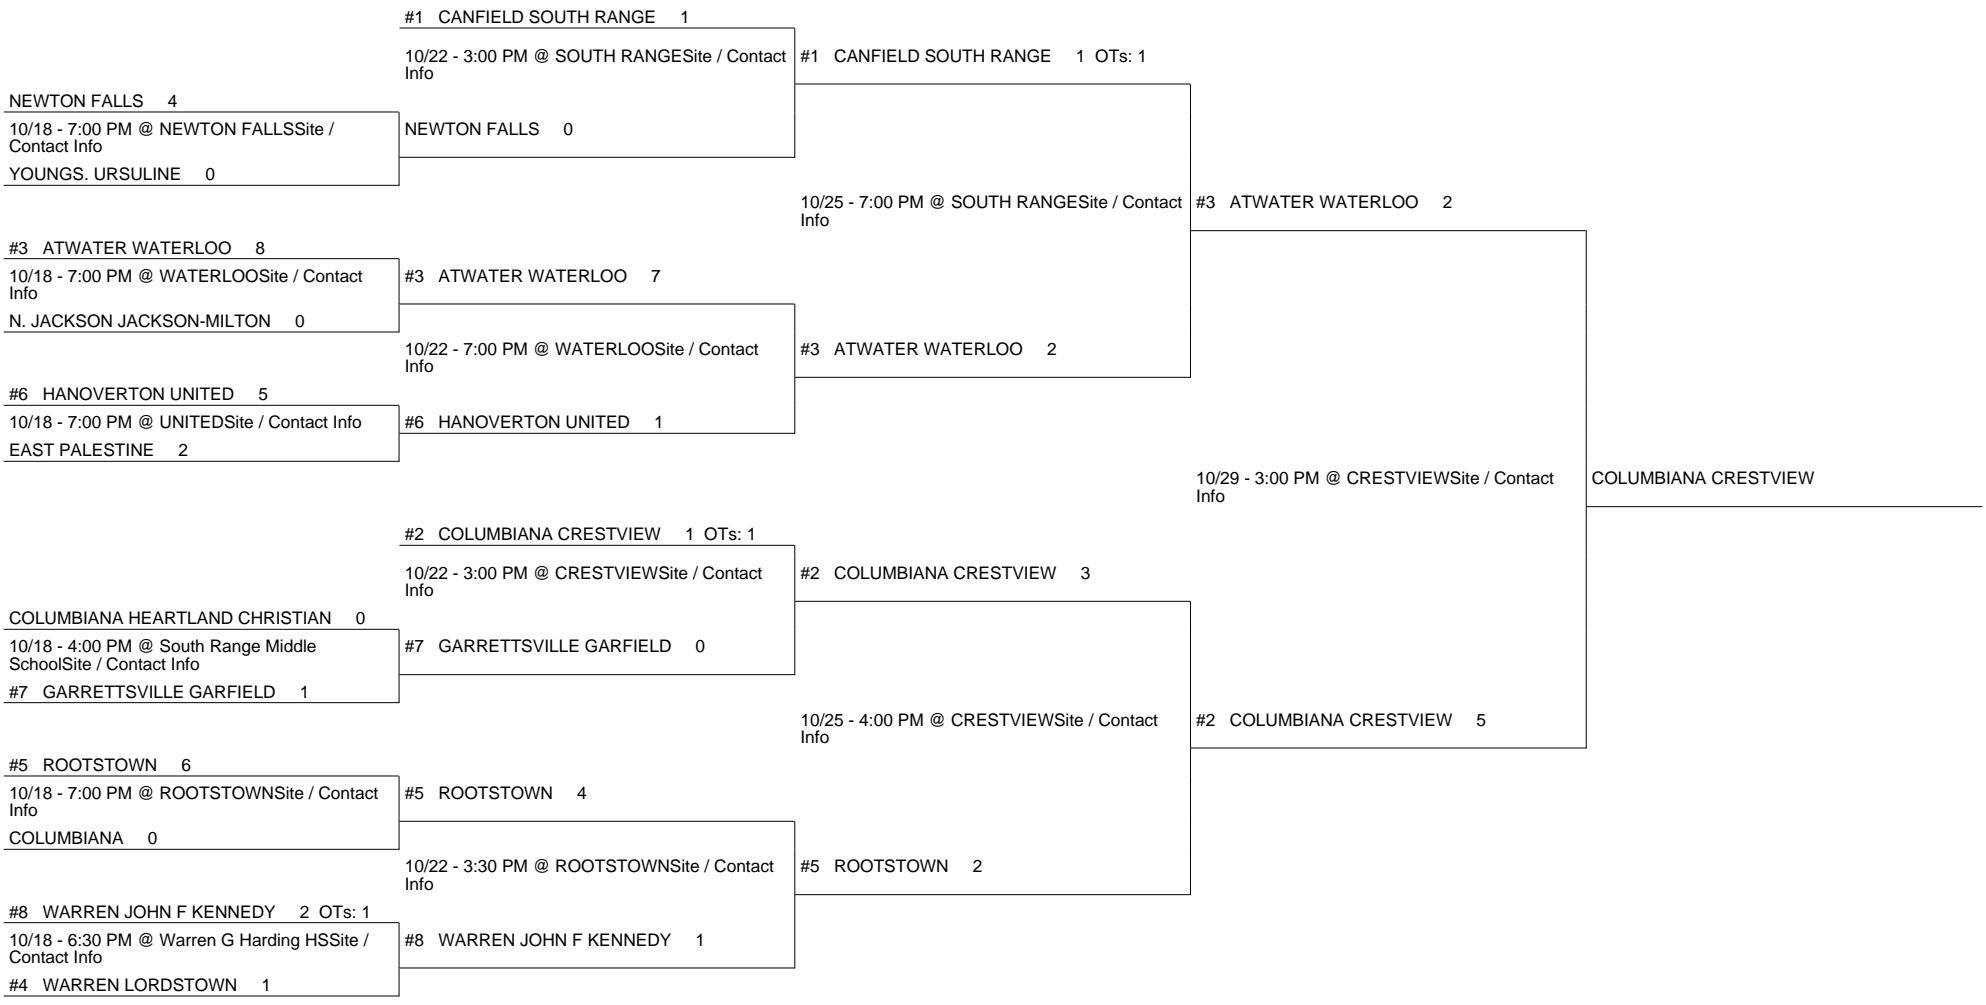 #1 CANFIELD SOUTH RANGE 1
10/22 - 3:00 PM @ SOUTH RANGESite / Contact
Info
#1 CANFIELD SOUTH RANGE 1 OTs: 1
NEWTON FALLS 4
10/18 - 7:00 PM @ NEWTON FALLSSite /
Contact Info
NEWTON FALLS 0
YOUNGS. URSULINE 0
10/25 - 7:00 PM @ SOUTH RANGESite / Contact
Info
#3 ATWATER WATERLOO 2
#3 ATWATER WATERLOO 8
10/18 - 7:00 PM @ WATERLOOSite / Contact
Info
#3 ATWATER WATERLOO 7
N. JACKSON JACKSON-MILTON 0
10/22 - 7:00 PM @ WATERLOOSite / Contact
Info
#3 ATWATER WATERLOO 2
#6 HANOVERTON UNITED 5
10/18 - 7:00 PM @ UNITEDSite / Contact Info
#6 HANOVERTON UNITED 1
EAST PALESTINE 2
10/29 - 3:00 PM @ CRESTVIEWSite / Contact
Info
COLUMBIANA CRESTVIEW
#2 COLUMBIANA CRESTVIEW 1 OTs: 1
10/22 - 3:00 PM @ CRESTVIEWSite / Contact
Info
#2 COLUMBIANA CRESTVIEW 3
COLUMBIANA HEARTLAND CHRISTIAN 0
10/18 - 4:00 PM @ South Range Middle
SchoolSite / Contact Info
#7 GARRETTSVILLE GARFIELD 0
#7 GARRETTSVILLE GARFIELD 1
10/25 - 4:00 PM @ CRESTVIEWSite / Contact
Info
#2 COLUMBIANA CRESTVIEW 5
#5 ROOTSTOWN 6
10/18 - 7:00 PM @ ROOTSTOWNSite / Contact
Info
#5 ROOTSTOWN 4
COLUMBIANA 0
10/22 - 3:30 PM @ ROOTSTOWNSite / Contact
Info
#5 ROOTSTOWN 2
#8 WARREN JOHN F KENNEDY 2 OTs: 1
10/18 - 6:30 PM @ Warren G Harding HSSite /
Contact Info
#8 WARREN JOHN F KENNEDY 1
#4 WARREN LORDSTOWN 1